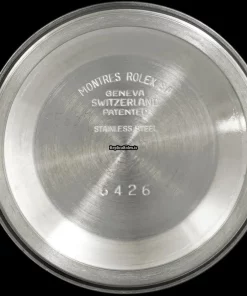 MONTRES ROLEX S.A
GENEVA
SWITZERLAND
PATENTED
STAINLESS STEEL
6426